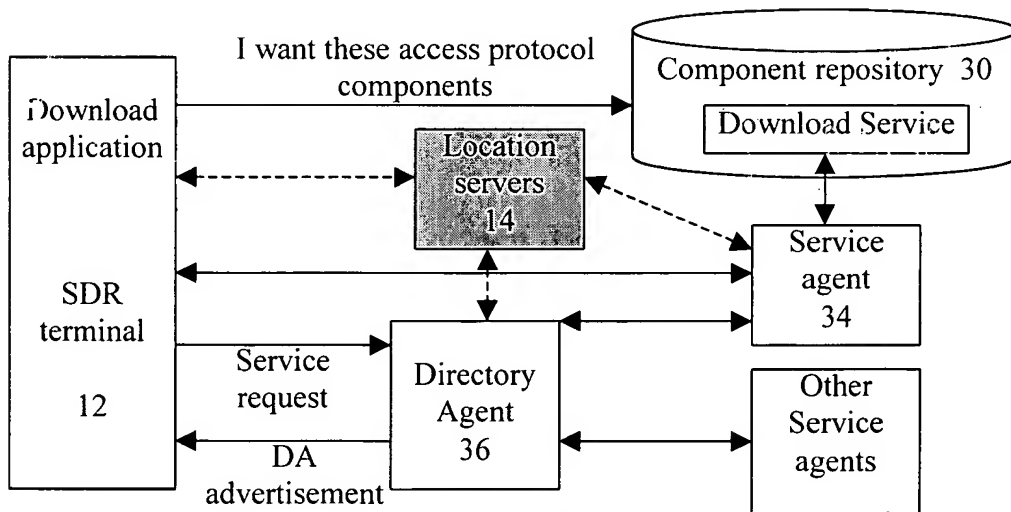 I want these access protocol
components
Component repository 30
Download Service
Download
application
SDR
terminal
12
Location
servers
14
Service
agent
34
Service
request
Directory
Agent
36
DA
advertisement
Other
Service
agents